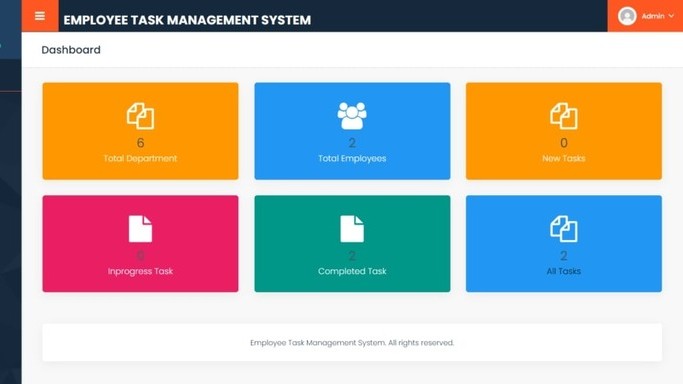 EMPLOYEE TASK MANAGEMENT SYSTEM
Admin
Dashboard
6
Total Department
2
Total Employees
0
New Tasks
0
Inprogress Task
2
Completed Task
2
All Tasks
Employee Task Management System. All rights reserved.